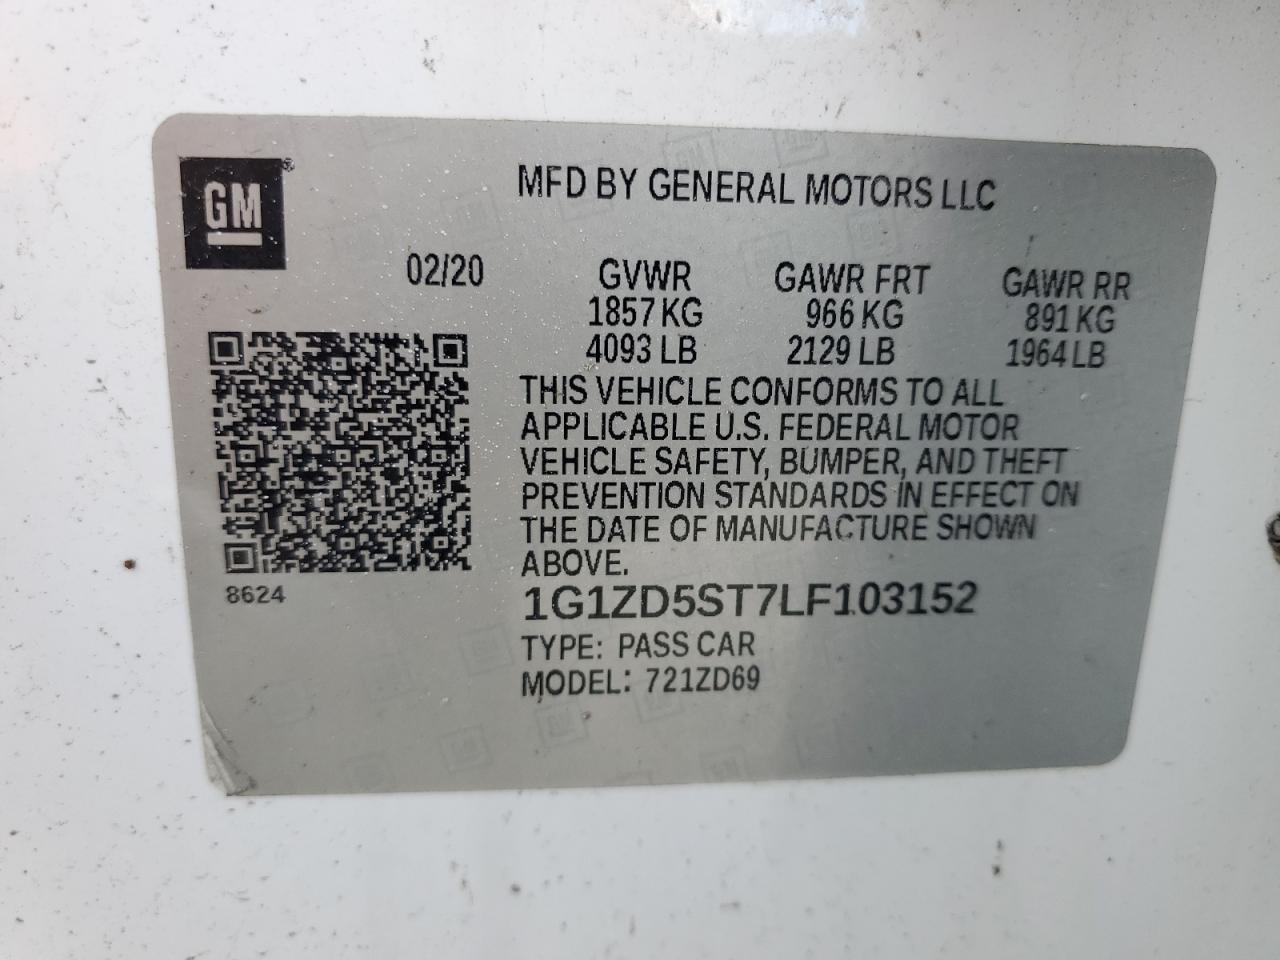 GM
MFD BY GENERAL MOTORS LLC
02/20
GVWR GAWR FRT GAWR RR
1857 KG 966 KG 891 KG
4093 LB 2129 LB 1964 LB
THIS VEHICLE CONFORMS TO ALL
APPLICABLE U.S. FEDERAL MOTOR
VEHICLE SAFETY, BUMPER, AND THEFT
PREVENTION STANDARDS IN EFFECT ON
THE DATE OF MANUFACTURE SHOWN
ABOVE.
8624
1G1ZD5ST7LF103152
TYPE: PASS CAR
MODEL: 721ZD69